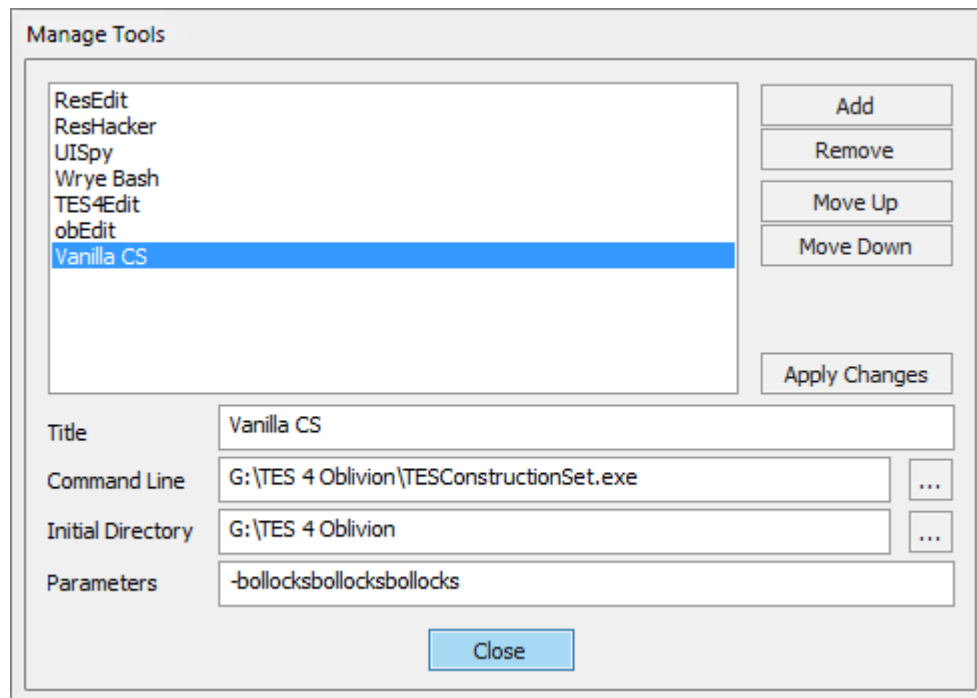 Manage Tools
ResEdit
ResHacker
UISpy
Wrye Bash
TES4Edit
obEdit
Vanilla CS
Add
Remove
Move Up
Move Down
Apply Changes
Title
Vanilla CS
Command Line
G:\TES 4 Oblivion\TESConstructionSet.exe
...
Initial Directory
G:\TES 4 Oblivion
...
Parameters
-bollocksbollocksbollocks
Close